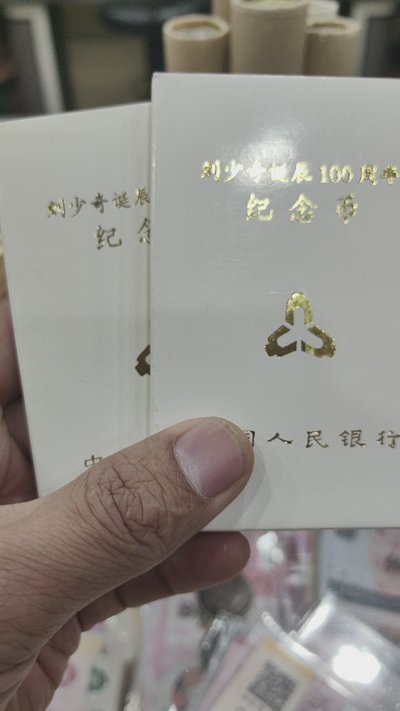 刘少奇诞辰
纪念
中
刘少奇诞辰100周年
纪念币
国人民银行